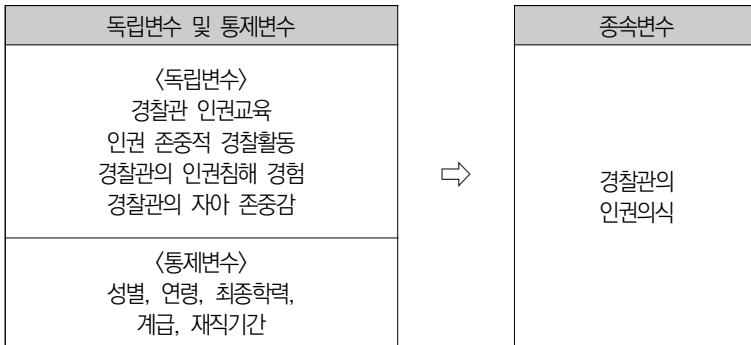 독립변수 및 통제변수
〈독립변수〉
경찰관 인권교육
인권 존중적 경찰활동
경찰관의 인권침해 경험
경찰관의 자아 존중감
〈통제변수〉
성별, 연령, 최종학력,
계급, 재직기간
⇨
종속변수
경찰관의
인권의식